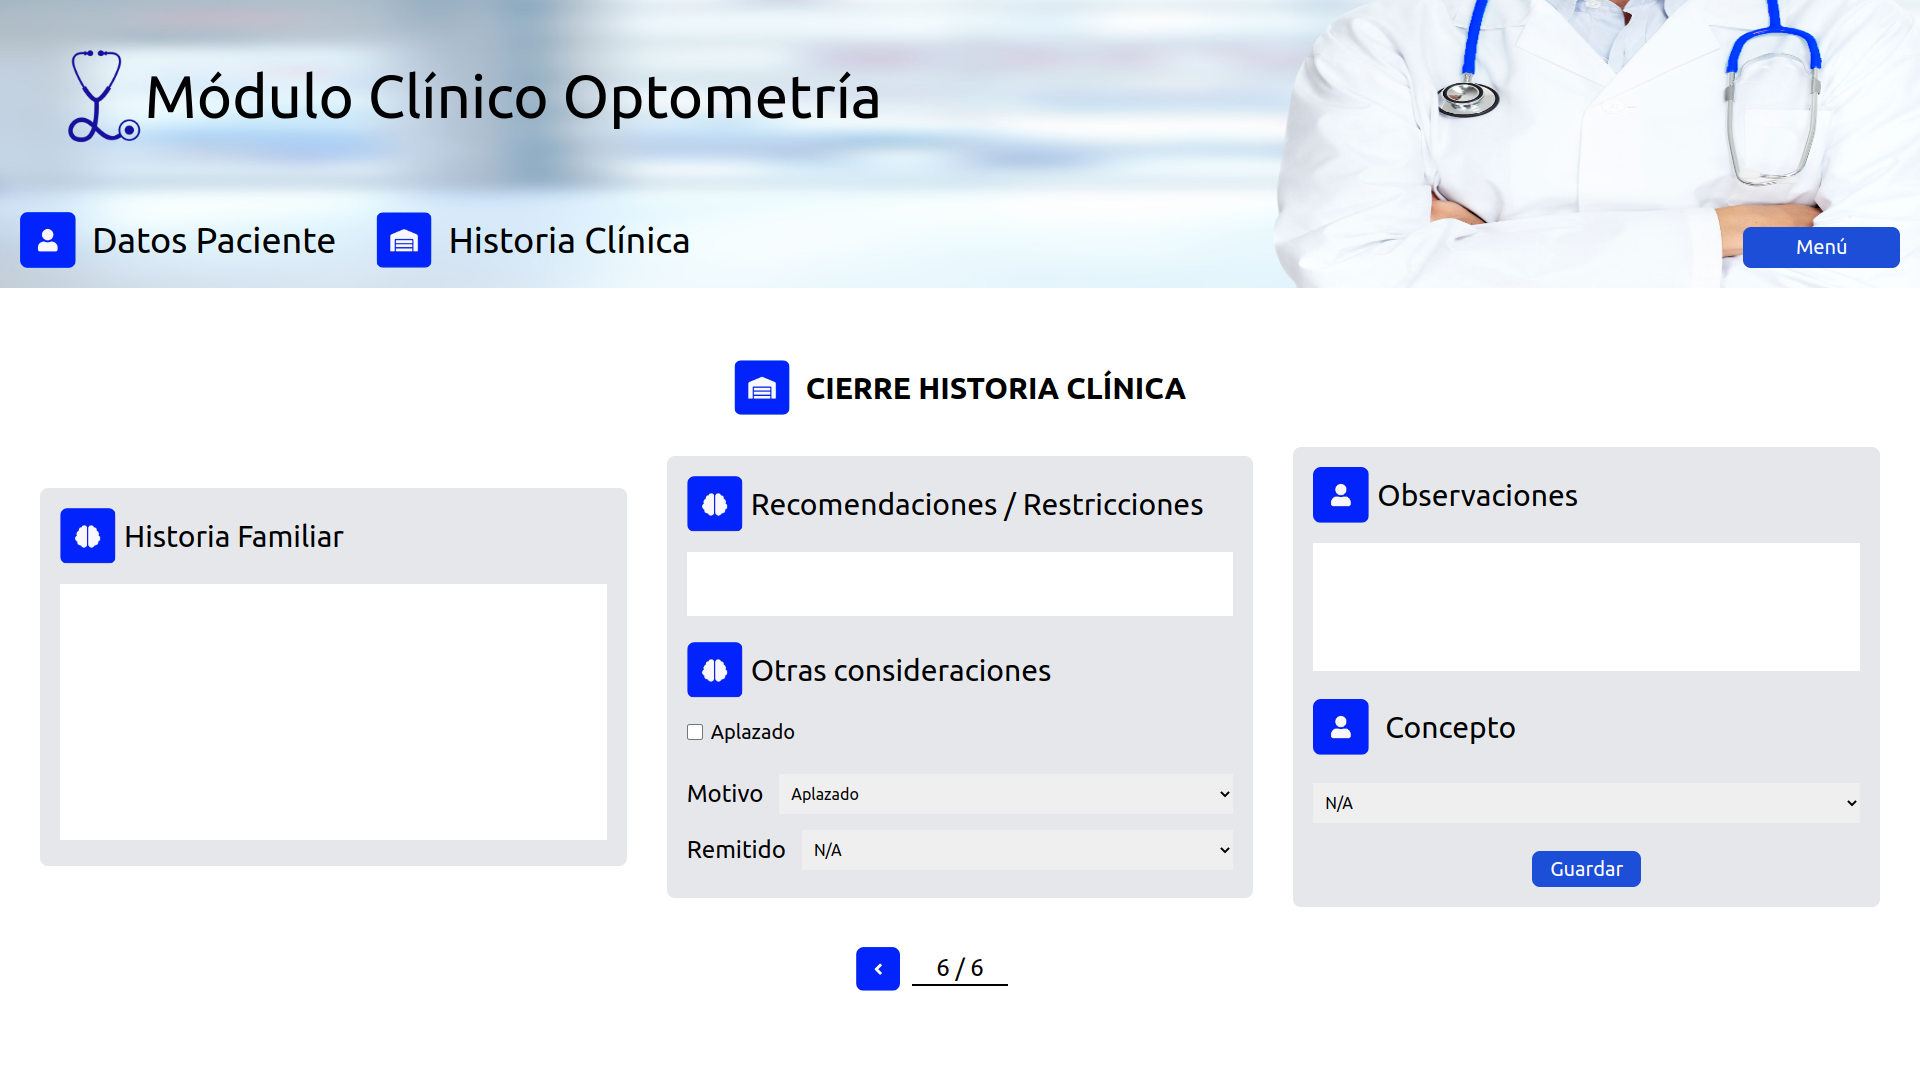 Módulo Clínico Optometría
Datos Paciente
Historia Clínica
Menú
CIERRE HISTORIA CLÍNICA
Historia Familiar
Recomendaciones / Restricciones
Otras consideraciones
Aplazado
Motivo Aplazado
Remitido N/A
Observaciones
Concepto
N/A
Guardar
6 / 6